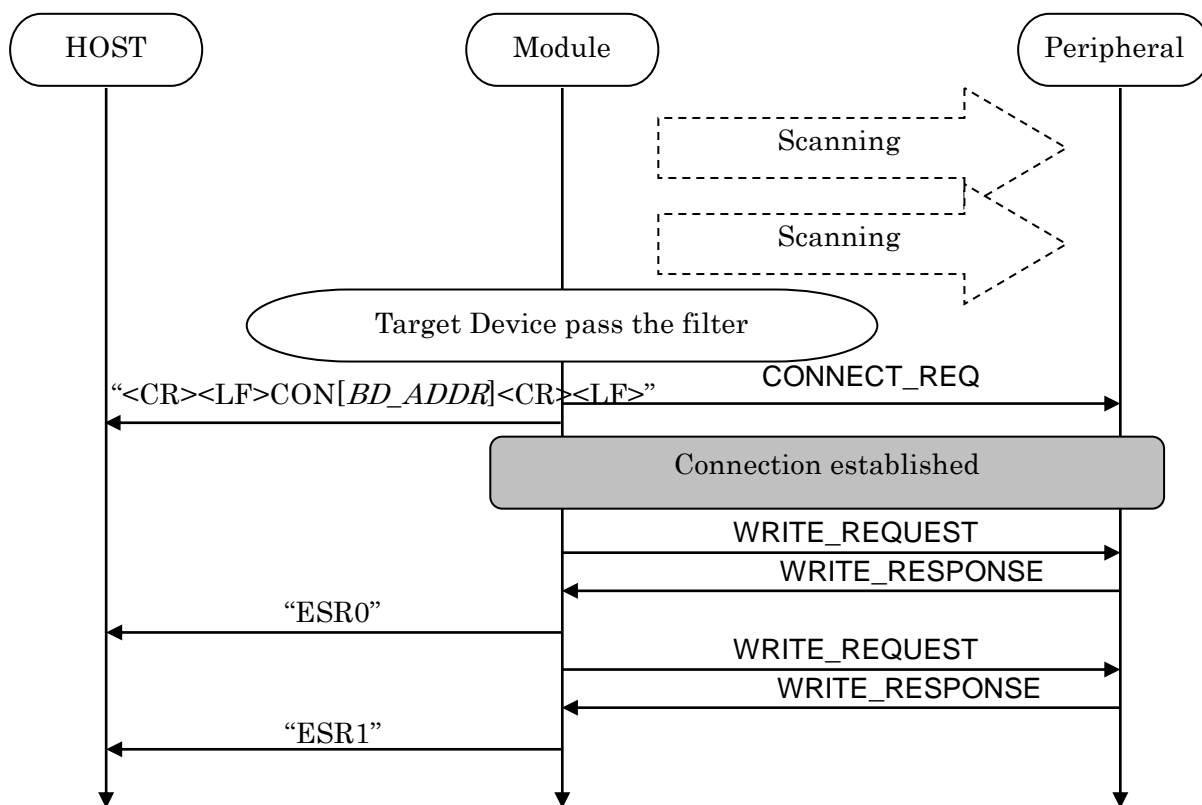 HOST
Module
Peripheral
Scanning
Scanning
Target Device pass the filter
CONNECT_REQ
“<CR><LF>CON[BD_ADDR]<CR><LF>”
Connection established
WRITE_REQUEST
WRITE_RESPONSE
“ESR0”
WRITE_REQUEST
WRITE_RESPONSE
“ESR1”